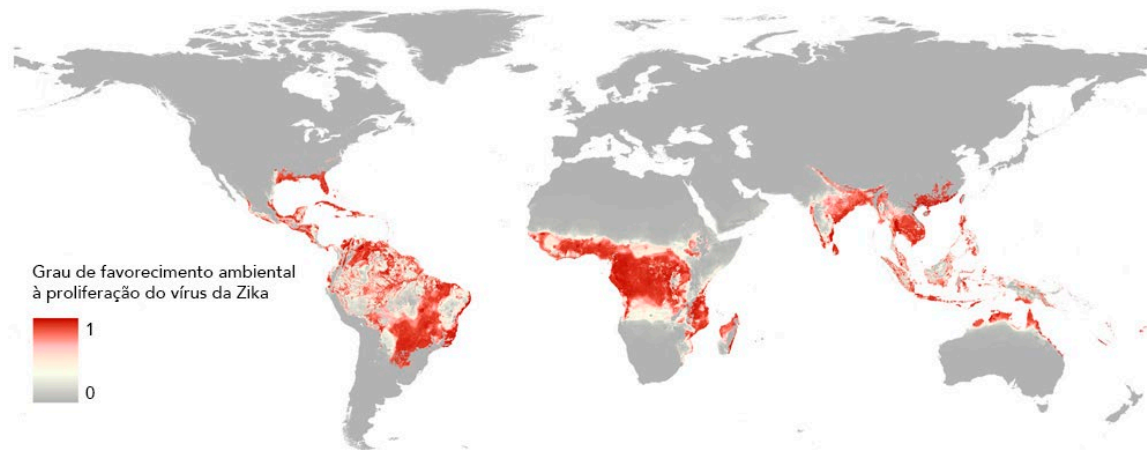 Grau de favorecimento ambiental
à proliferação do vírus da Zika
1
0